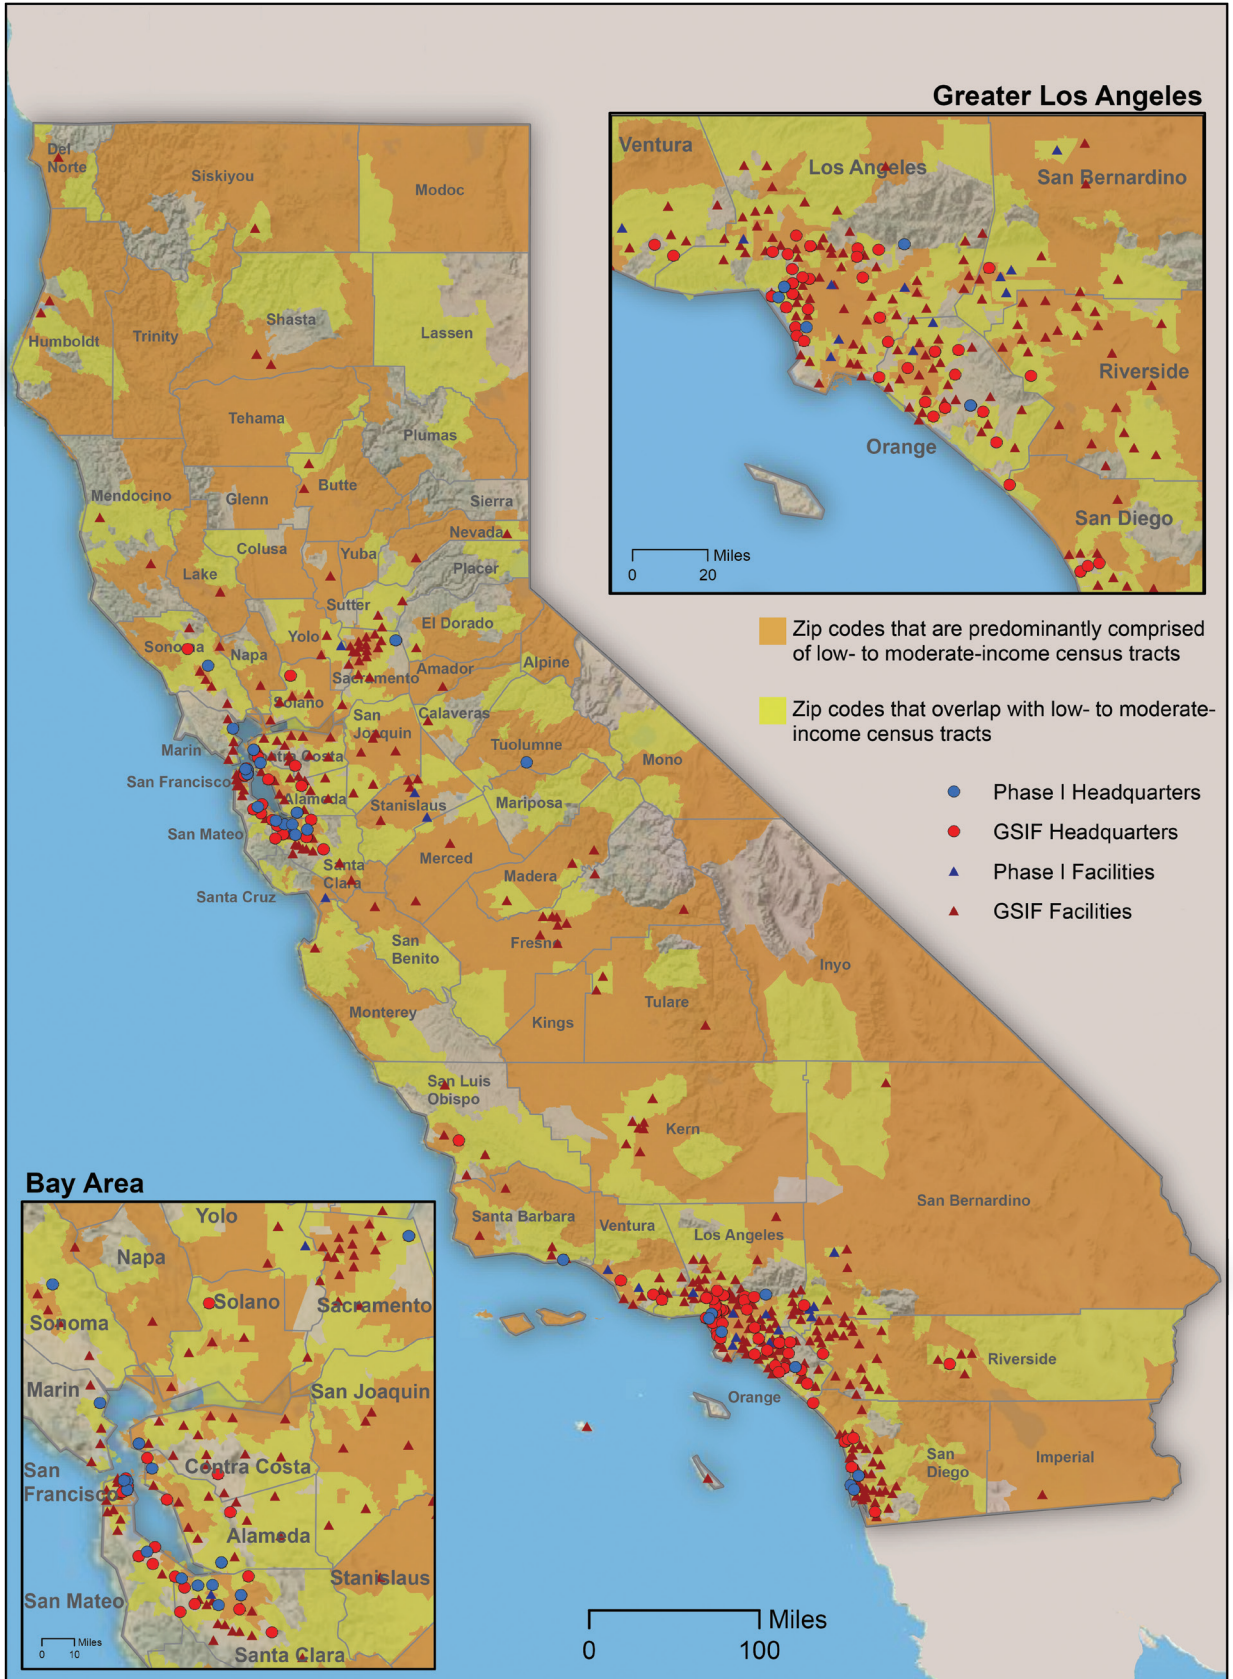 Greater Los Angeles
Ventura
Los Angeles
San Bernardino
Riverside
Orange
San Diego
Miles
0 20
Zip codes that are predominantly comprised
of low- to moderate-income census tracts
Zip codes that overlap with low- to moderate-
income census tracts
Phase I Headquarters
GSIF Headquarters
Phase I Facilities
GSIF Facilities
Del
Norte
Siskiyou
Modoc
Humboldt
Trinity
Shasta
Lassen
Tehama
Plumas
Mendocino
Glenn
Butte
Sierra
Nevada
Colusa
Yuba
Placer
Lake
Sutter
El Dorado
Sonoma
Napa
Yolo
Sacramento
Amador
Alpine
Solano
San
Joaquin
Calaveras
Tuolumne
Mono
Marin
Contra Costa
San Francisco
Alameda
Stanislaus
Mariposa
San Mateo
Santa
Clara
Merced
Madera
Santa Cruz
San
Benito
Fresno
Inyo
Monterey
Kings
Tulare
San Luis
Obispo
Kern
San Bernardino
Santa Barbara
Ventura
Los Angeles
Riverside
Orange
San
Diego
Imperial
Miles
0 100
Bay Area
Yolo
Napa
Solano
Sacramento
Sonoma
Marin
San Joaquin
San
Francisco
Contra Costa
Alameda
Stanislaus
San Mateo
Santa Clara
Miles
0 10